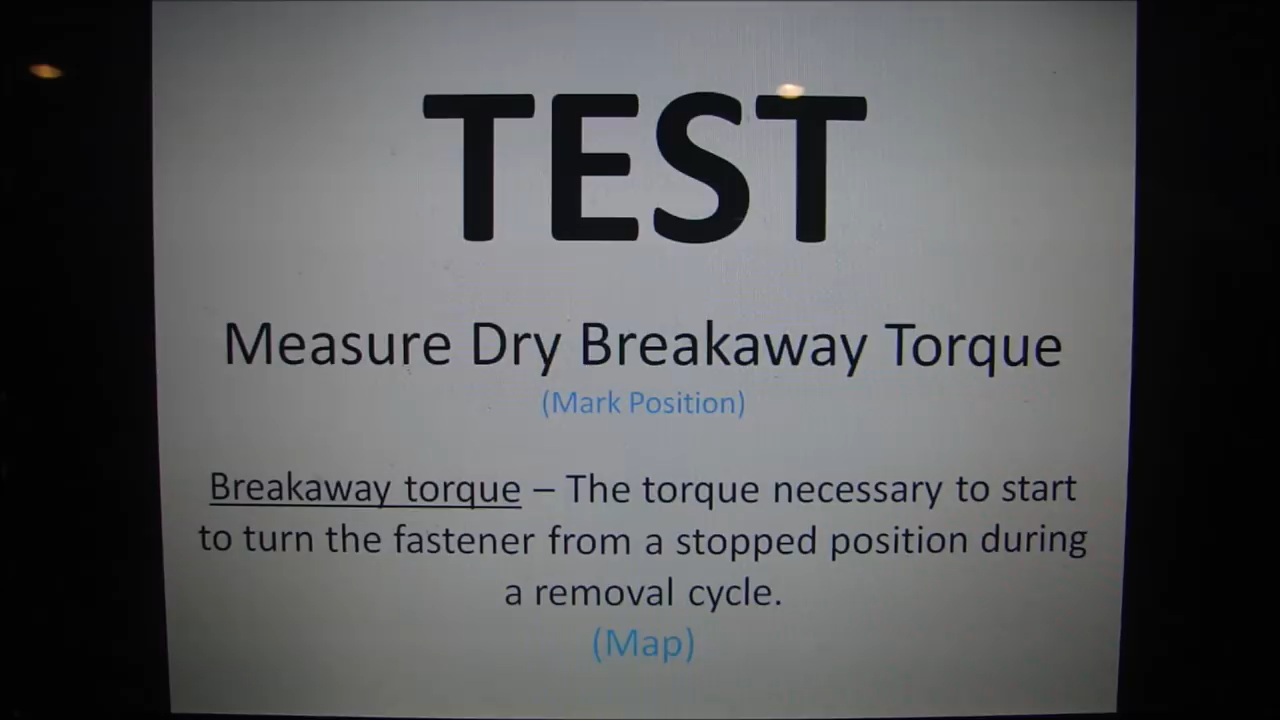 TEST
Measure Dry Breakaway Torque
(Mark Position)
Breakaway torque – The torque necessary to start
to turn the fastener from a stopped position during
a removal cycle.
(Map)